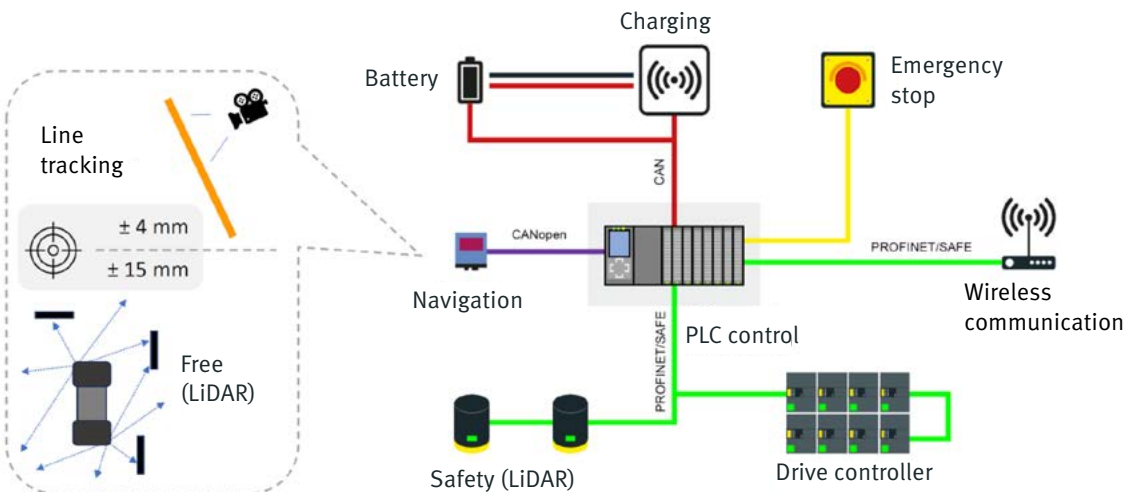 Charging
Battery
Emergency
stop
Line
tracking
CAN
± 4 mm
± 15 mm
CANopen
PROFINET/SAFE
Navigation
Wireless
communication
PLC control
PROFINET/SAFE
Free
(LiDAR)
Safety (LiDAR)
Drive controller